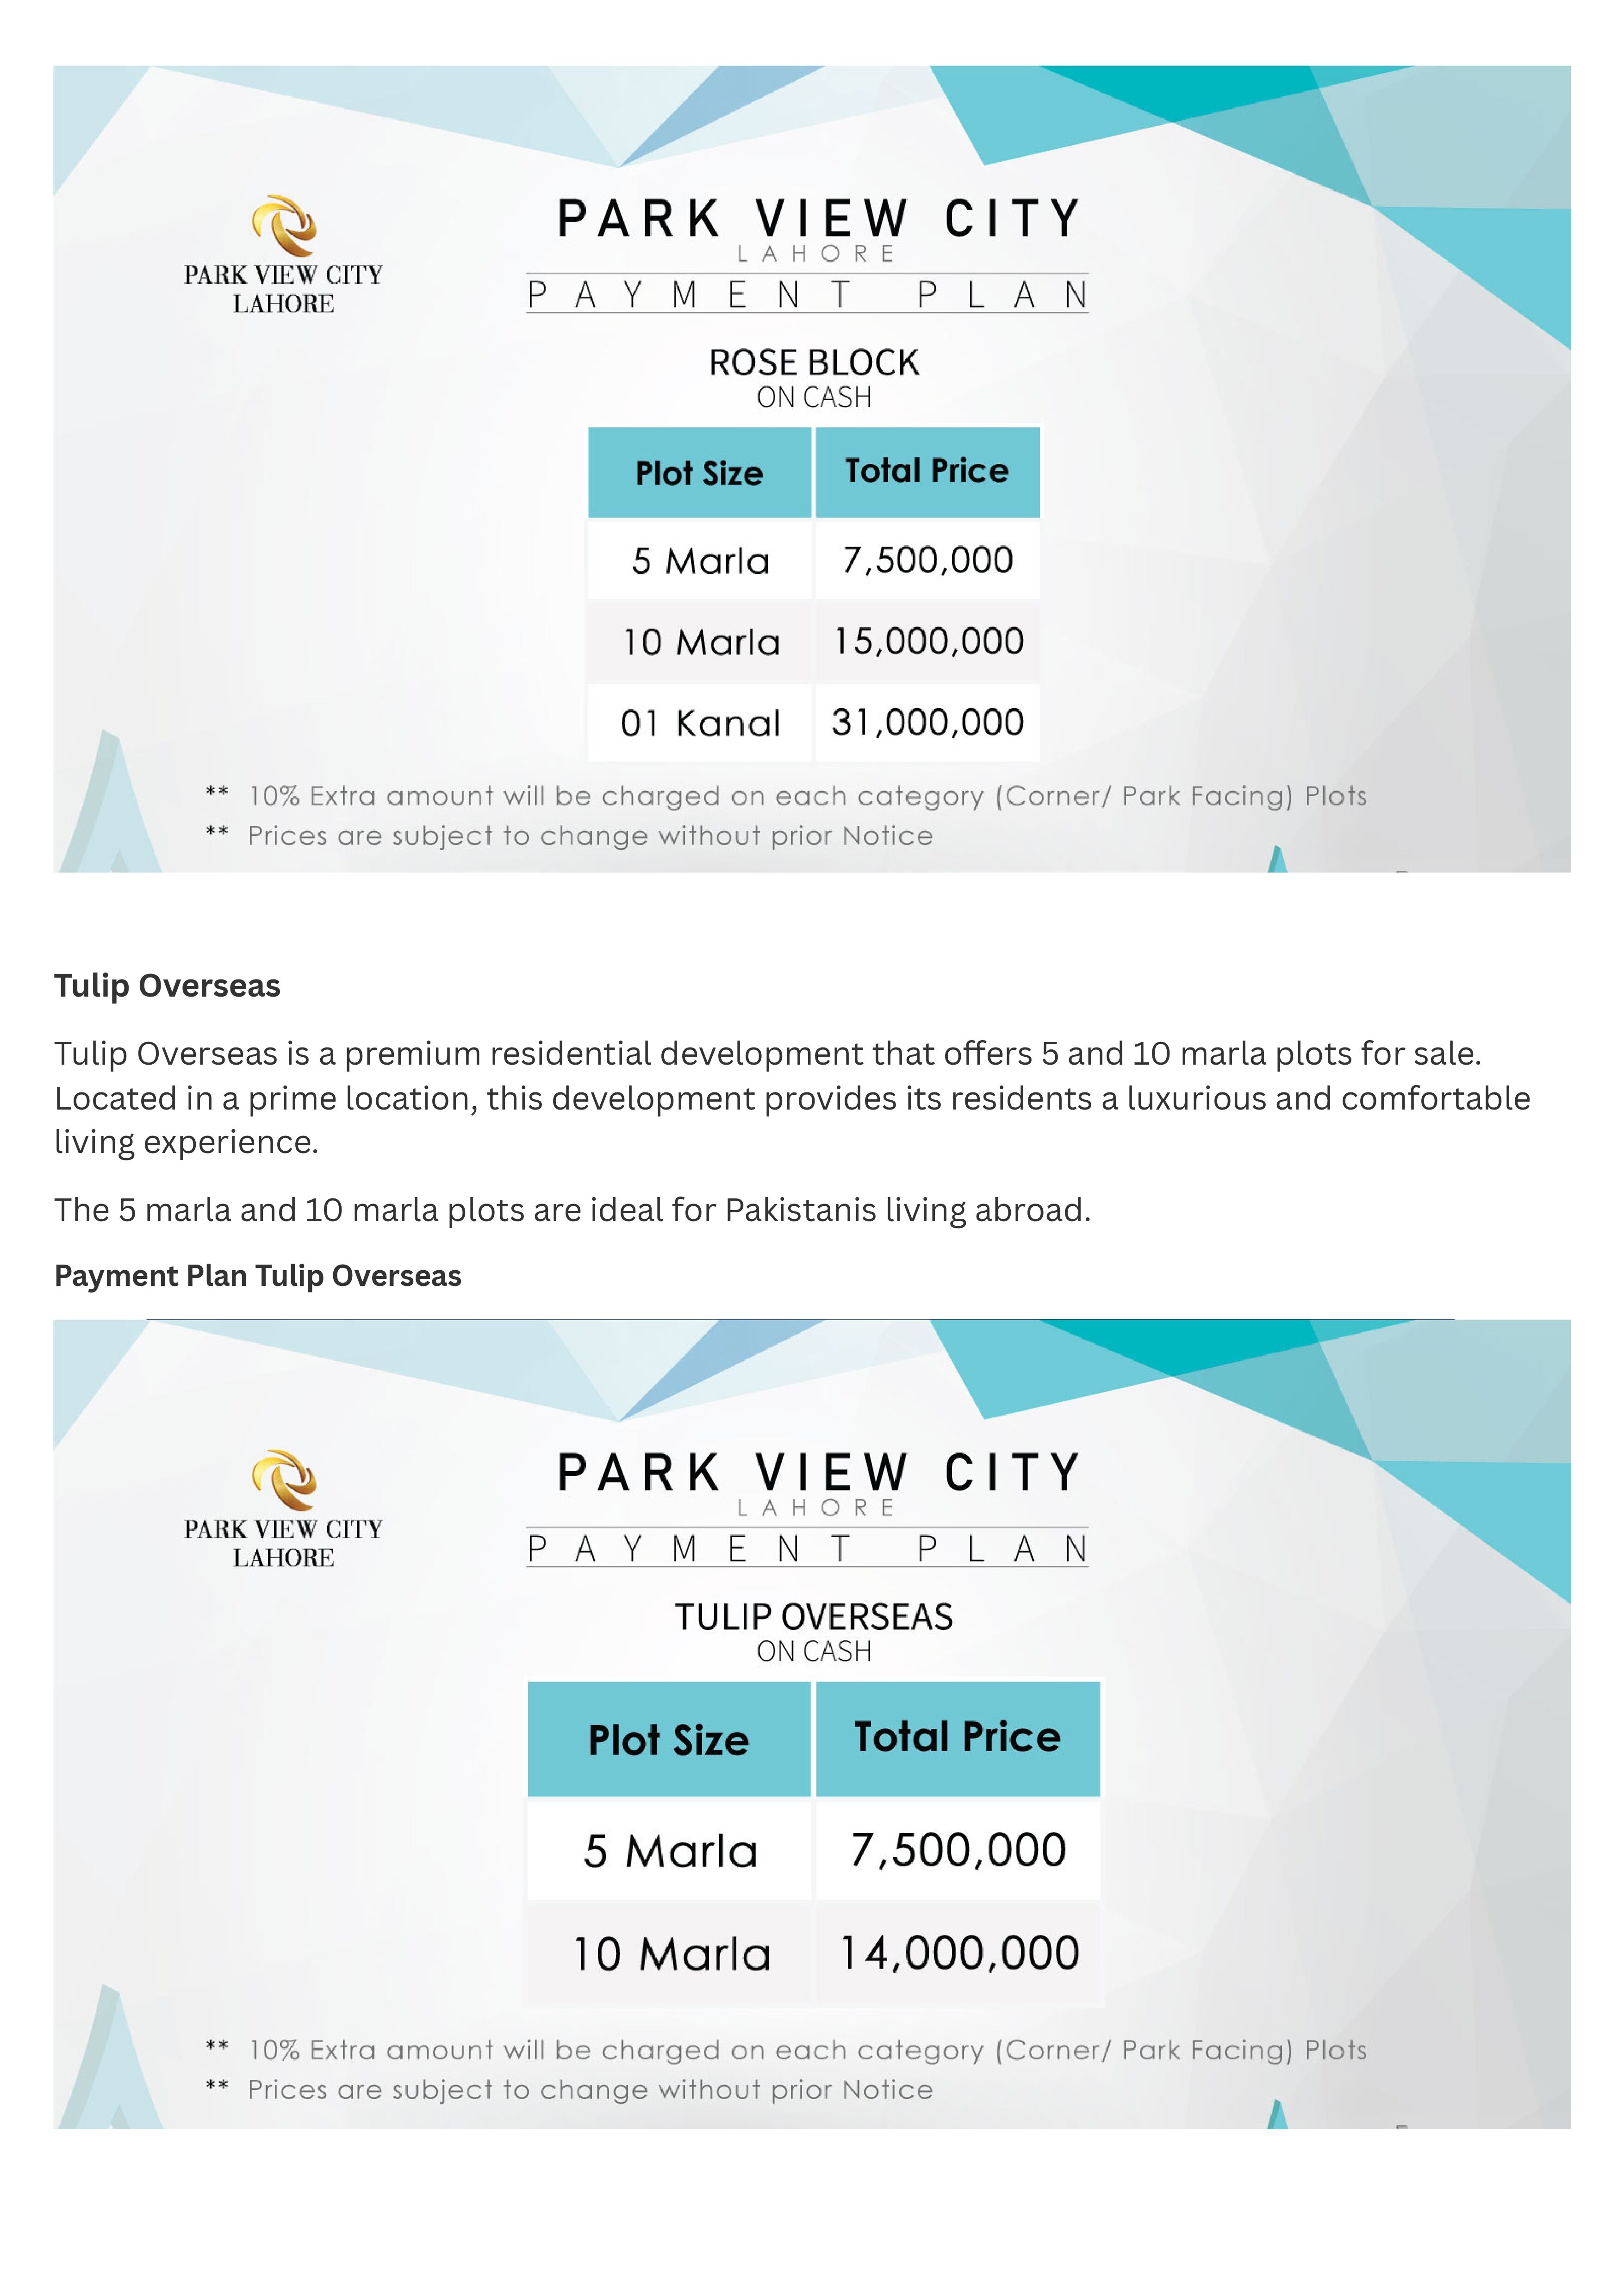 PARK VIEW CITY
LAHORE
PARK VIEW CITY
LAHORE
PAYMENT PLAN
ROSE BLOCK
ON CASH
Plot Size Total Price
5 Marla 7,500,000
10 Marla 15,000,000
01 Kanal 31,000,000
** 10% Extra amount will be charged on each category (Corner/ Park Facing) Plots
** Prices are subject to change without prior Notice
Tulip Overseas
Tulip Overseas is a premium residential development that offers 5 and 10 marla plots for sale.
Located in a prime location, this development provides its residents a luxurious and comfortable
living experience.
The 5 marla and 10 marla plots are ideal for Pakistanis living abroad.
Payment Plan Tulip Overseas
PARK VIEW CITY
LAHORE
PARK VIEW CITY
LAHORE
PAYMENT PLAN
TULIP OVERSEAS
ON CASH
Plot Size Total Price
5 Marla 7,500,000
10 Marla 14,000,000
** 10% Extra amount will be charged on each category (Corner/ Park Facing) Plots
** Prices are subject to change without prior Notice